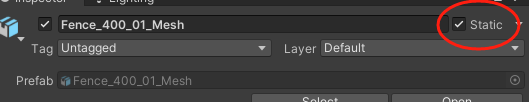 Inspector Lighting
Fence_400_01_Mesh Static
Tag Untagged Layer Default
Prefab Fence_400_01_Mesh
Select Open